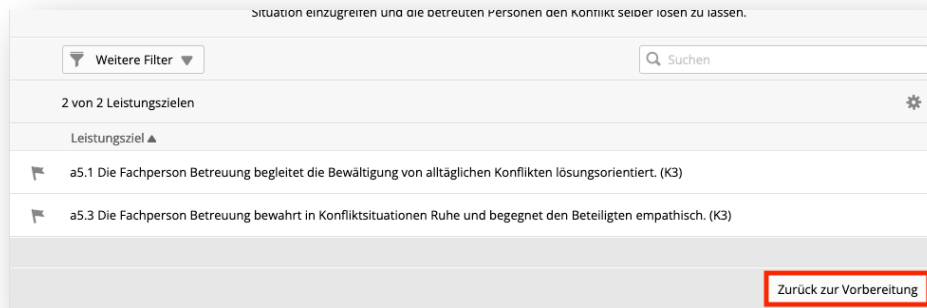 Situation einzugreifen und die betreuten Personen den Konflikt selber lösen zu lassen.
Weitere Filter
Suchen
2 von 2 Leistungszielen
Leistungsziel
a5.1 Die Fachperson Betreuung begleitet die Bewältigung von alltäglichen Konflikten lösungsorientiert. (K3)
a5.3 Die Fachperson Betreuung bewahrt in Konfliktsituationen Ruhe und begegnet den Beteiligten empathisch. (K3)
Zurück zur Vorbereitung